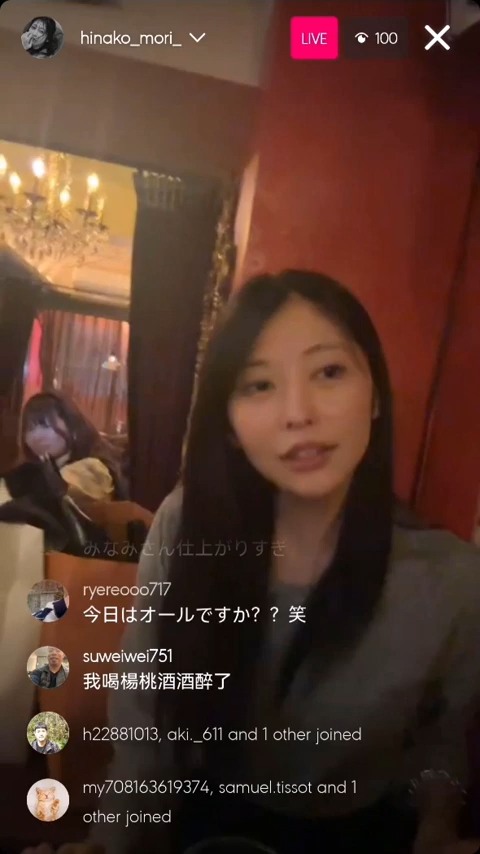 hinako_mori_
LIVE
100
みなみさん仕上がりすぎ
ryereooo717
今日はオールですか？？笑
suweiwei751
我喝楊桃酒酒醉了
h22881013, aki._611 and 1 other joined
my708163619374, samuel.tissot and 1
other joined